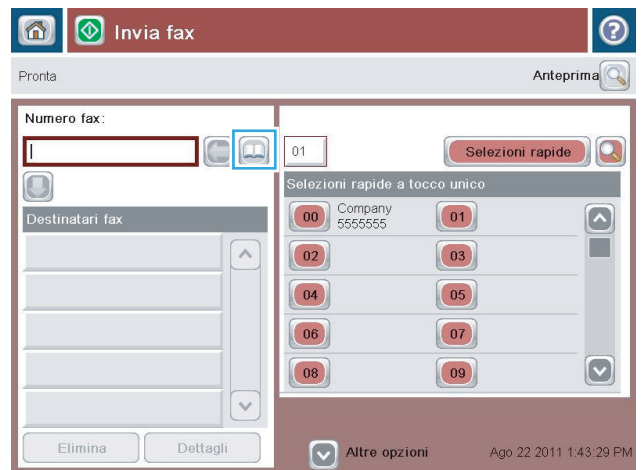 Invia fax
Pronta
Anteprima
Numero fax:
01
Selezioni rapide
Selezioni rapide a tocco unico
Destinatari fax
00 Company 01
5555555
02 03
04 05
06 07
08 09
Elimina Dettagli
Altre opzioni
Ago 22 2011 1:43:29 PM